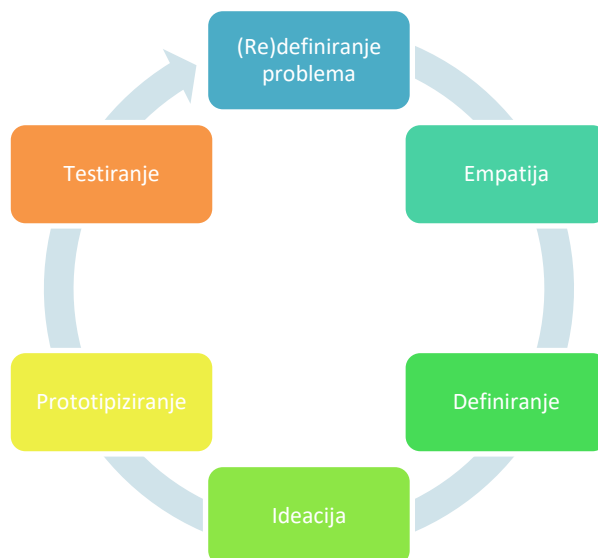 (Re)definiranje
problema
Testiranje
Empatija
Prototipiziranje
Definiranje
Ideacija